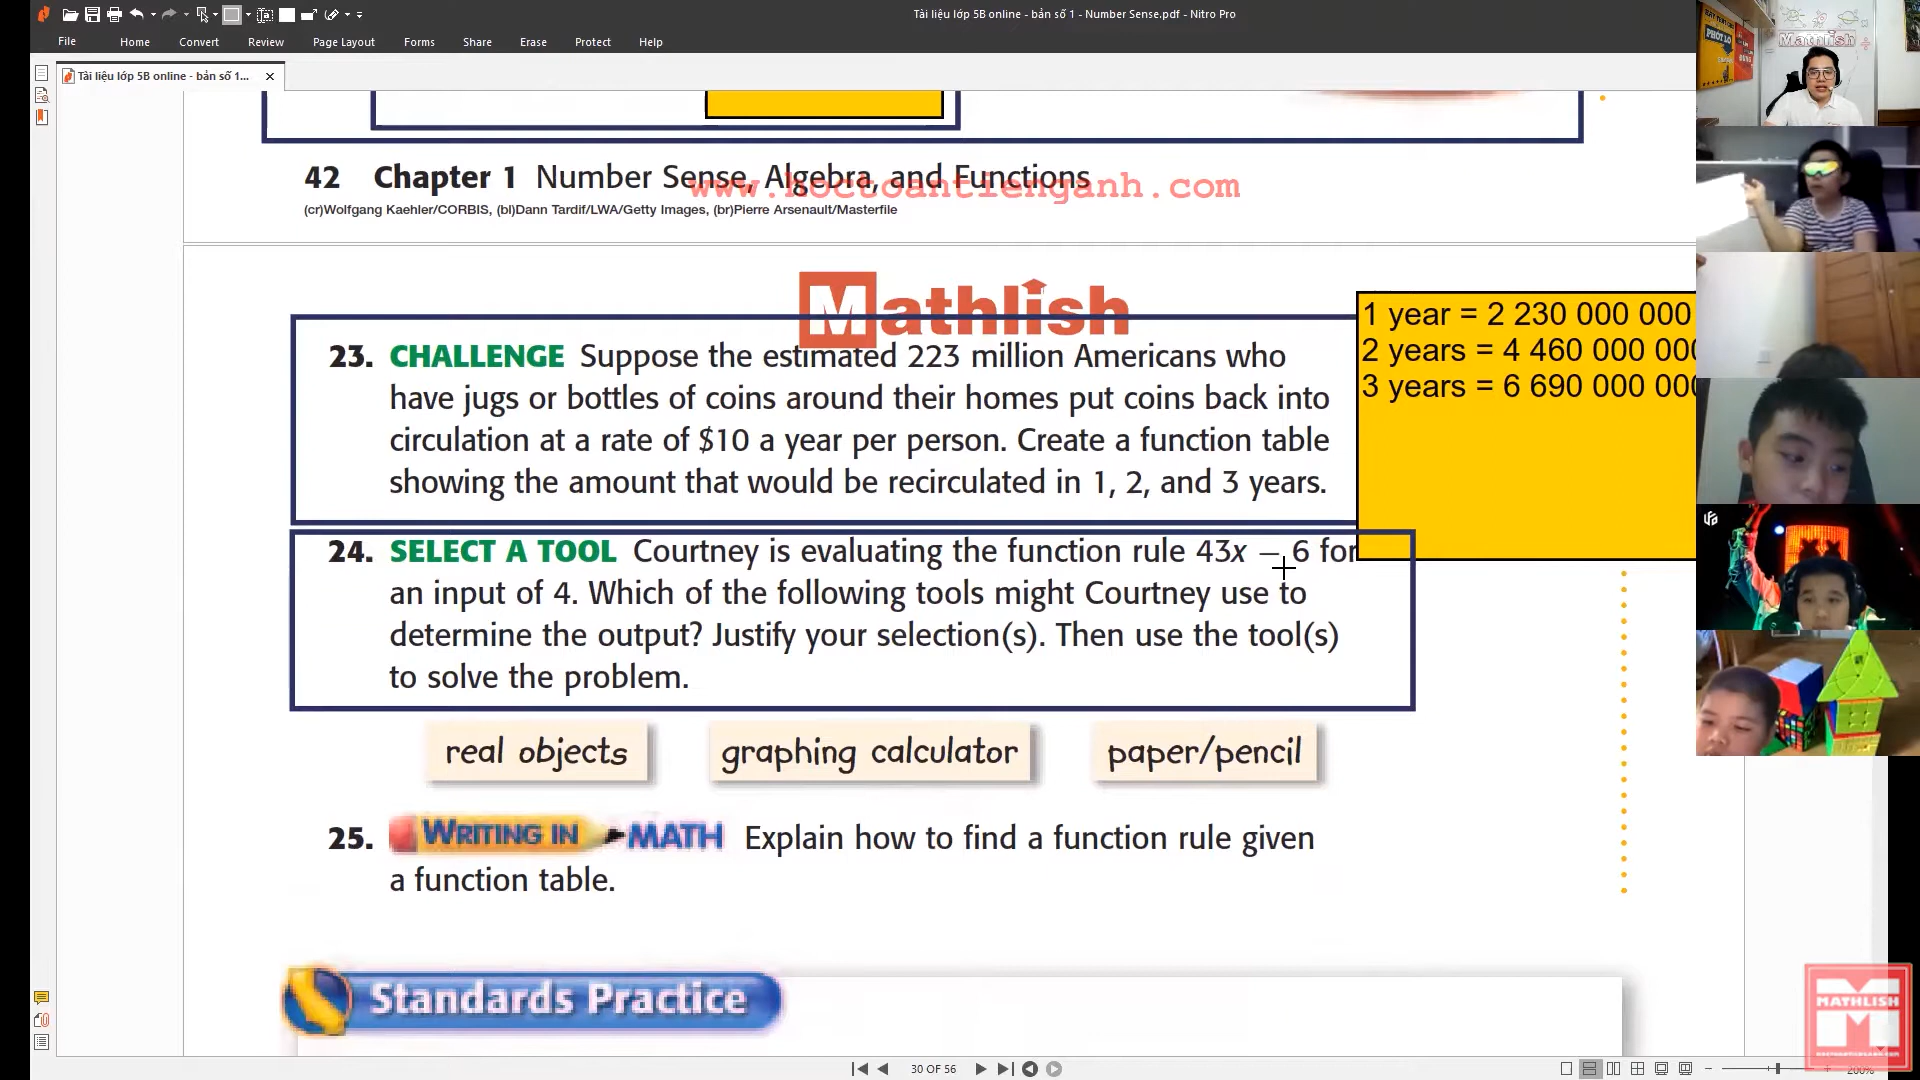 Tài liệu lớp 5B online - bản số 1 - Number Sense.pdf - Nitro Pro
File Home Convert Review Page Layout Forms Share Erase Protect Help
Tài liệu lớp 5B online - bản số 1...
42 Chapter 1 Number Sense, Algebra, and Functions
www.hoctoantienganh.com
(cr)Wolfgang Kaehler/CORBIS, (bl)Dann Tardif/LWA/Getty Images, (br)Pierre Arsenault/Masterfile
Mathlish
23. CHALLENGE Suppose the estimated 223 million Americans who
have jugs or bottles of coins around their homes put coins back into
circulation at a rate of $10 a year per person. Create a function table
showing the amount that would be recirculated in 1, 2, and 3 years.
1 year = 2 230 000 000
2 years = 4 460 000 000
3 years = 6 690 000 000
24. SELECT A TOOL Courtney is evaluating the function rule 43x − 6 for
an input of 4. Which of the following tools might Courtney use to
determine the output? Justify your selection(s). Then use the tool(s)
to solve the problem.
real objects
graphing calculator
paper/pencil
25. WRITING IN MATH Explain how to find a function rule given
a function table.
Standards Practice
30 OF 56
200%
Mathlish
PHỐT LÔ
MATHLISH